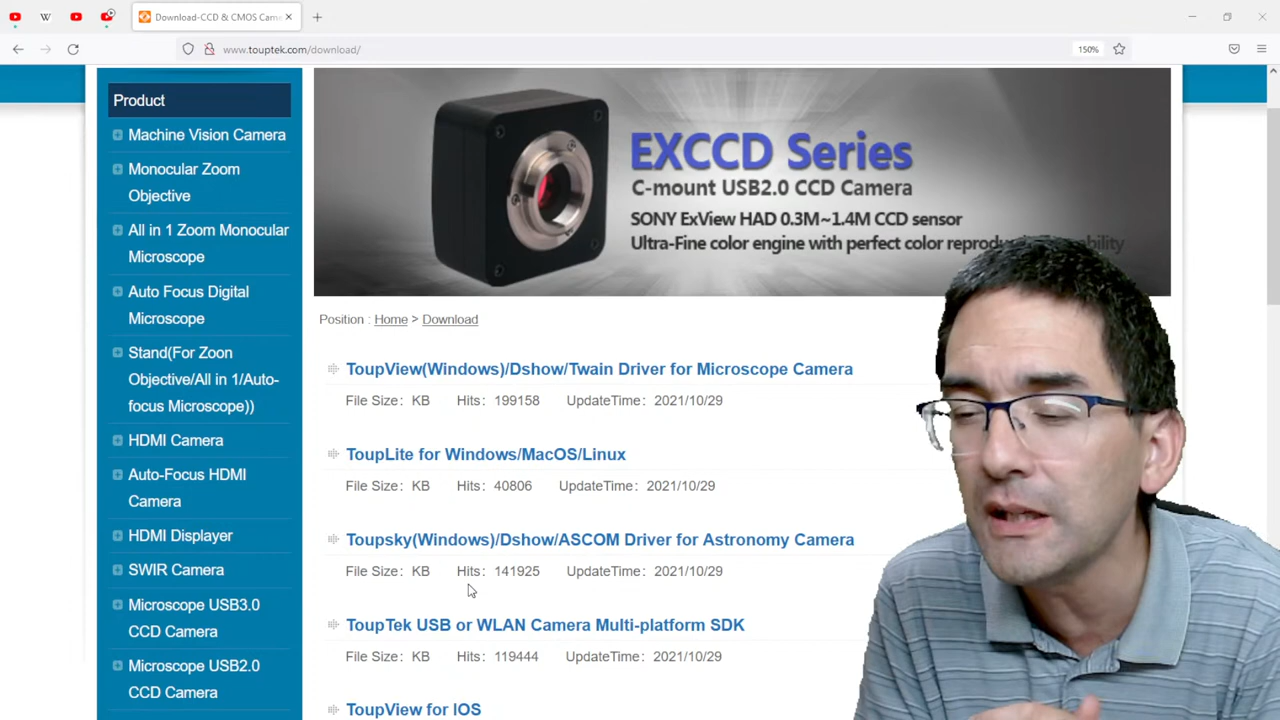 Download-CCD & CMOS Came
www.touptek.com/download/
150%
Product
Machine Vision Camera
Monocular Zoom
Objective
All in 1 Zoom Monocular
Microscope
Auto Focus Digital
Microscope
Stand(For Zoon
Objective/All in 1/Auto-
focus Microscope))
HDMI Camera
Auto-Focus HDMI
Camera
HDMI Displayer
SWIR Camera
Microscope USB3.0
CCD Camera
Microscope USB2.0
CCD Camera
EXCCD Series
C-mount USB2.0 CCD Camera
SONY ExView HAD 0.3M~1.4M CCD sensor
Ultra-Fine color engine with perfect color
Position : Home > Download
ToupView(Windows)/Dshow/Twain Driver for Microscope Camera
File Size: KB Hits: 199158 UpdateTime: 2021/10/29
ToupLite for Windows/MacOS/Linux
File Size: KB Hits: 40806 UpdateTime: 2021/10/29
Toupsky(Windows)/Dshow/ASCOM Driver for Astronomy Camera
File Size: KB Hits: 141925 UpdateTime: 2021/10/29
ToupTek USB or WLAN Camera Multi-platform SDK
File Size: KB Hits: 119444 UpdateTime: 2021/10/29
ToupView for IOS